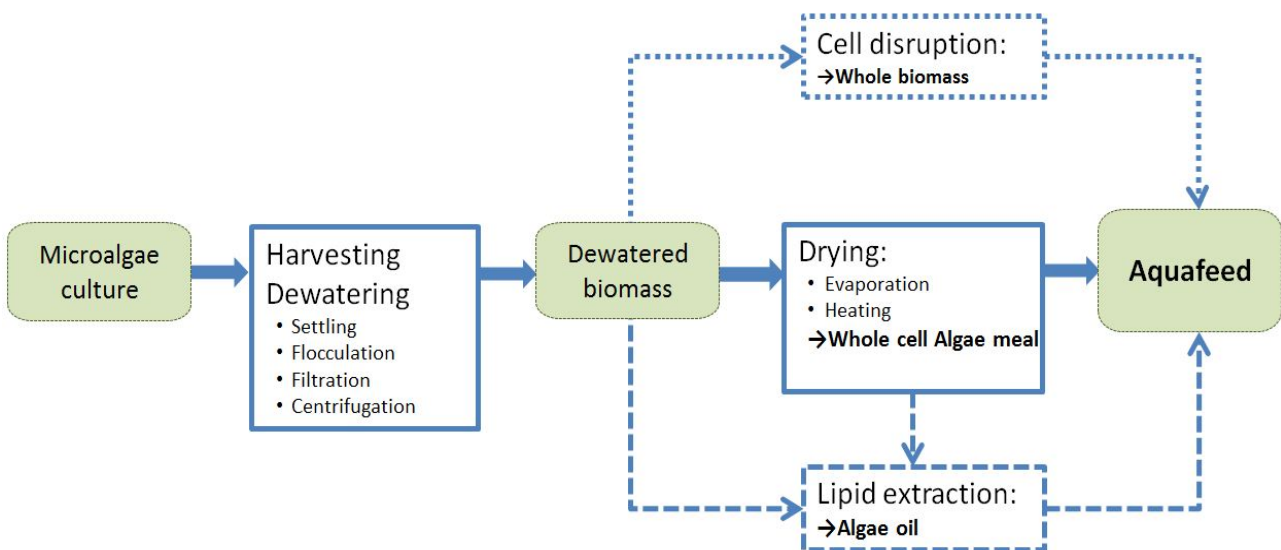 Microalgae
culture
Harvesting
Dewatering
• Settling
• Flocculation
• Filtration
• Centrifugation
Dewatered
biomass
Cell disruption:
→Whole biomass
Drying:
• Evaporation
• Heating
→Whole cell Algae meal
Lipid extraction:
→Algae oil
Aquafeed